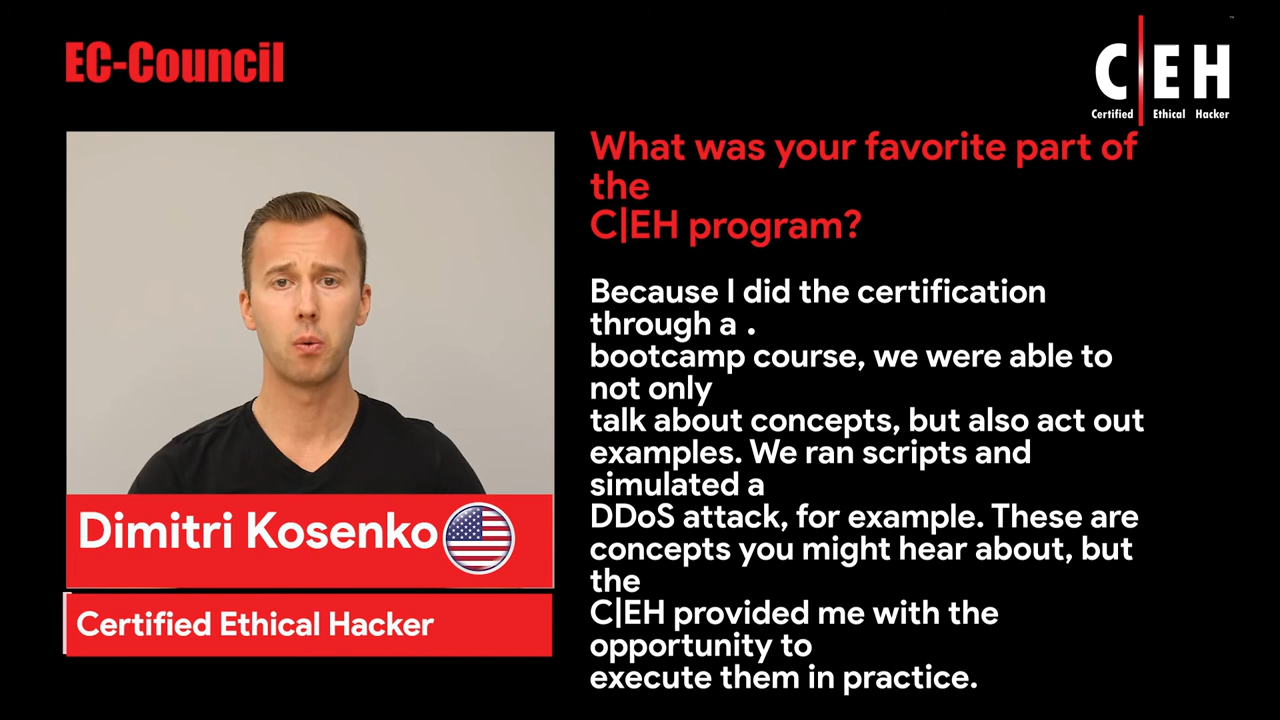 EC-Council
C|EH
Certified Ethical Hacker
™
What was your favorite part of
the
C|EH program?
Because I did the certification
through a .
bootcamp course, we were able to
not only
talk about concepts, but also act out
examples. We ran scripts and
simulated a
DDoS attack, for example. These are
concepts you might hear about, but
the
C|EH provided me with the
opportunity to
execute them in practice.
Dimitri Kosenko
Certified Ethical Hacker